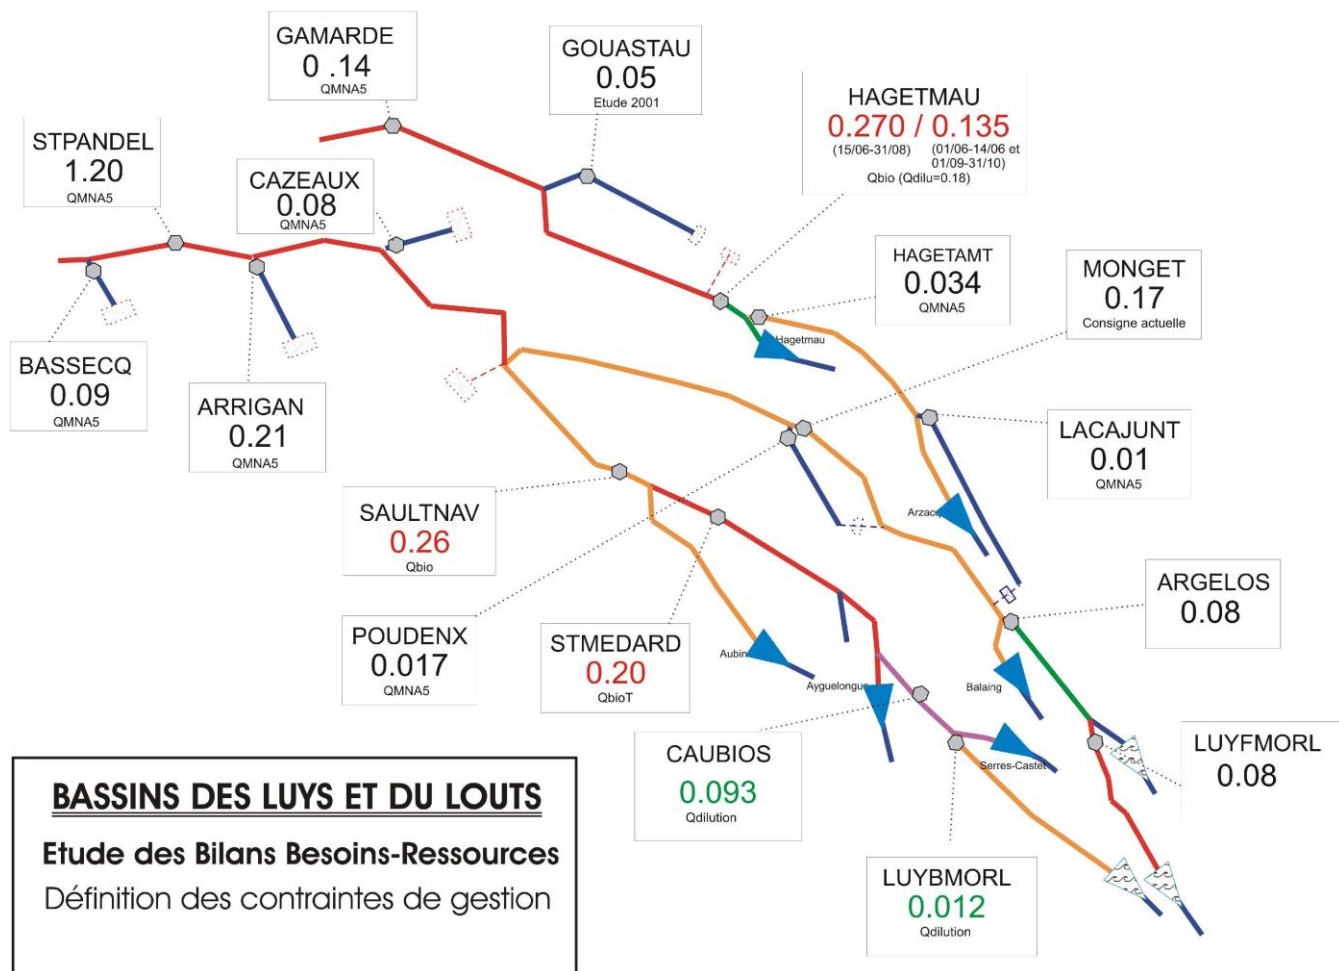 GAMARDE
0 .14
QMNA5
GOUASTAU
0.05
Etude 2001
HAGETMAU
0.270 / 0.135
(15/06-31/08)
(01/06-14/06 et
01/09-31/10)
Qbio (Qdilu=0.18)
STPANDEL
1.20
QMNA5
CAZEAUX
0.08
QMNA5
HAGETAMT
0.034
QMNA5
MONGET
0.17
Consigne actuelle
Hagetmau
BASSECQ
0.09
QMNA5
ARRIGAN
0.21
QMNA5
LACAJUNT
0.01
QMNA5
SAULTNAV
0.26
Qbio
Arzacq
ARGELOS
0.08
POUDENX
0.017
QMNA5
STMEDARD
0.20
QbioT
Aubin
Ayguelongue
Balaing
CAUBIOS
0.093
Qdilution
Serres-Castet
LUYFMORL
0.08
LUYBMORL
0.012
Qdilution
BASSINS DES LUYS ET DU LOUTS
Etude des Bilans Besoins-Ressources
Définition des contraintes de gestion